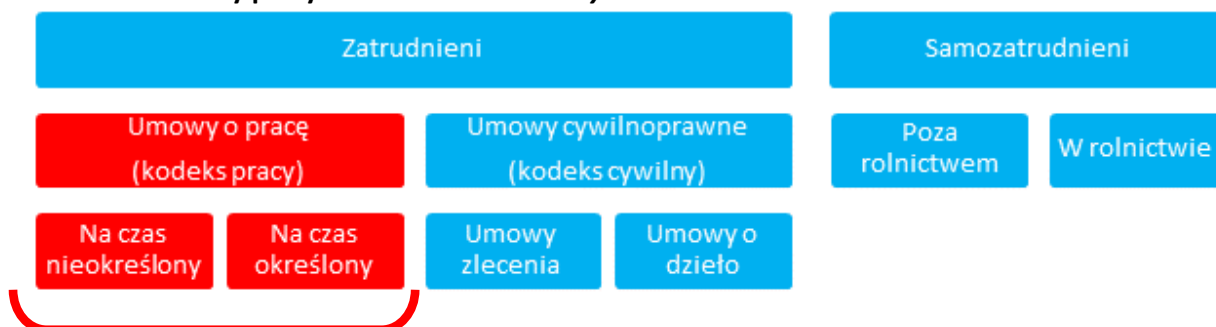 Zatrudnieni
Samozatrudnieni
Umowy o pracę
(kodeks pracy)
Umowy cywilnoprawne
(kodeks cywilny)
Poza
rolnictwem
W rolnictwie
Na czas
nieokreślony
Na czas
określony
Umowy
zlecenia
Umowy o
dzieło